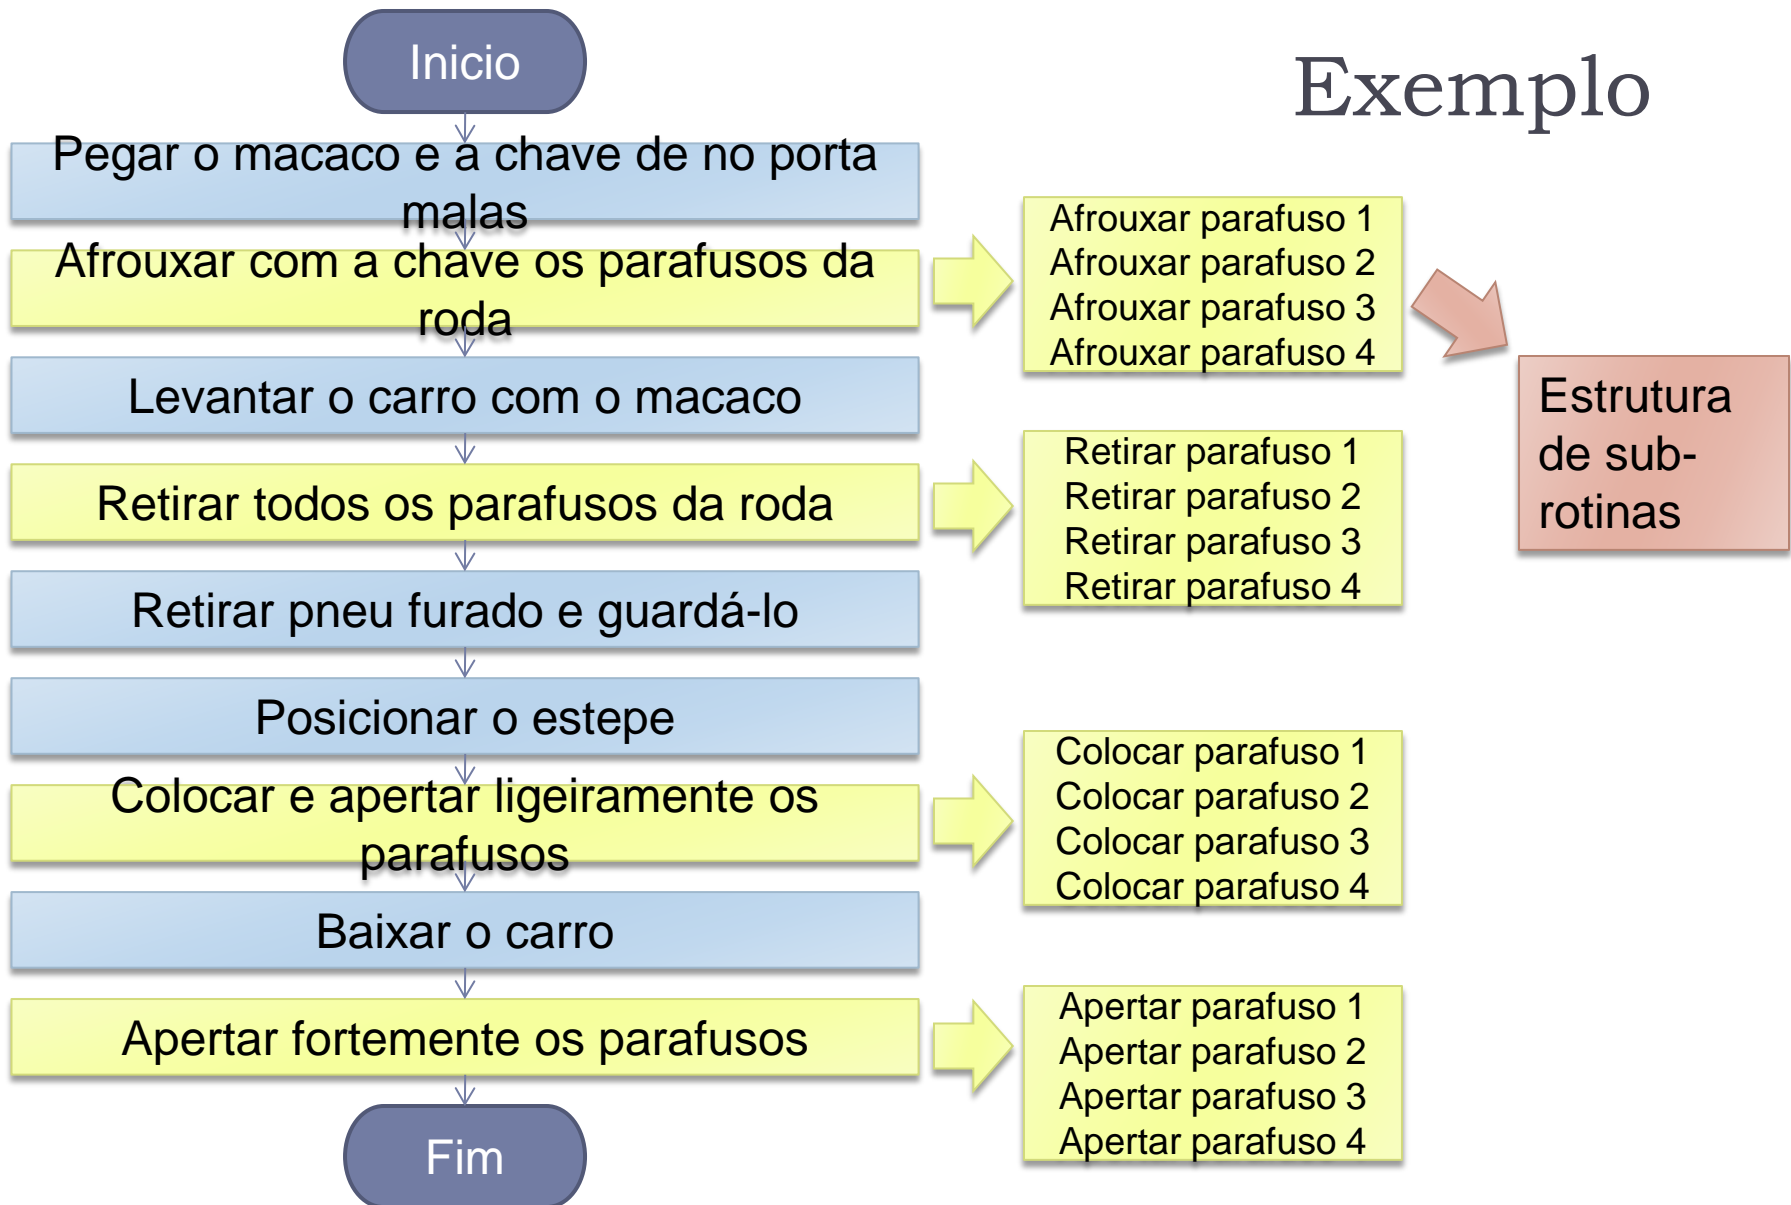 Inicio
Exemplo
Pegar o macaco e a chave de no porta
malas
Afrouxar com a chave os parafusos da
roda
Afrouxar parafuso 1
Afrouxar parafuso 2
Afrouxar parafuso 3
Afrouxar parafuso 4
Estrutura
de sub-
rotinas
Levantar o carro com o macaco
Retirar todos os parafusos da roda
Retirar parafuso 1
Retirar parafuso 2
Retirar parafuso 3
Retirar parafuso 4
Retirar pneu furado e guardá-lo
Posicionar o estepe
Colocar e apertar ligeiramente os
parafusos
Colocar parafuso 1
Colocar parafuso 2
Colocar parafuso 3
Colocar parafuso 4
Baixar o carro
Apertar fortemente os parafusos
Apertar parafuso 1
Apertar parafuso 2
Apertar parafuso 3
Apertar parafuso 4
Fim